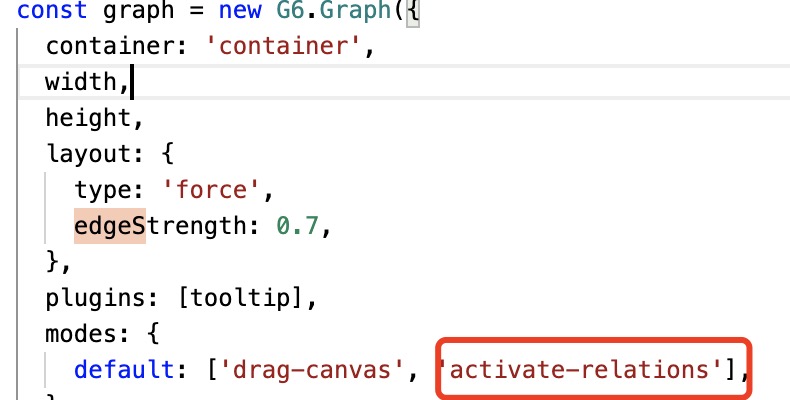 const graph = new G6.Graph({
container: 'container',
width,
height,
layout: {
type: 'force',
edgeStrength: 0.7,
},
plugins: [tooltip],
modes: {
default: ['drag-canvas', 'activate-relations'],